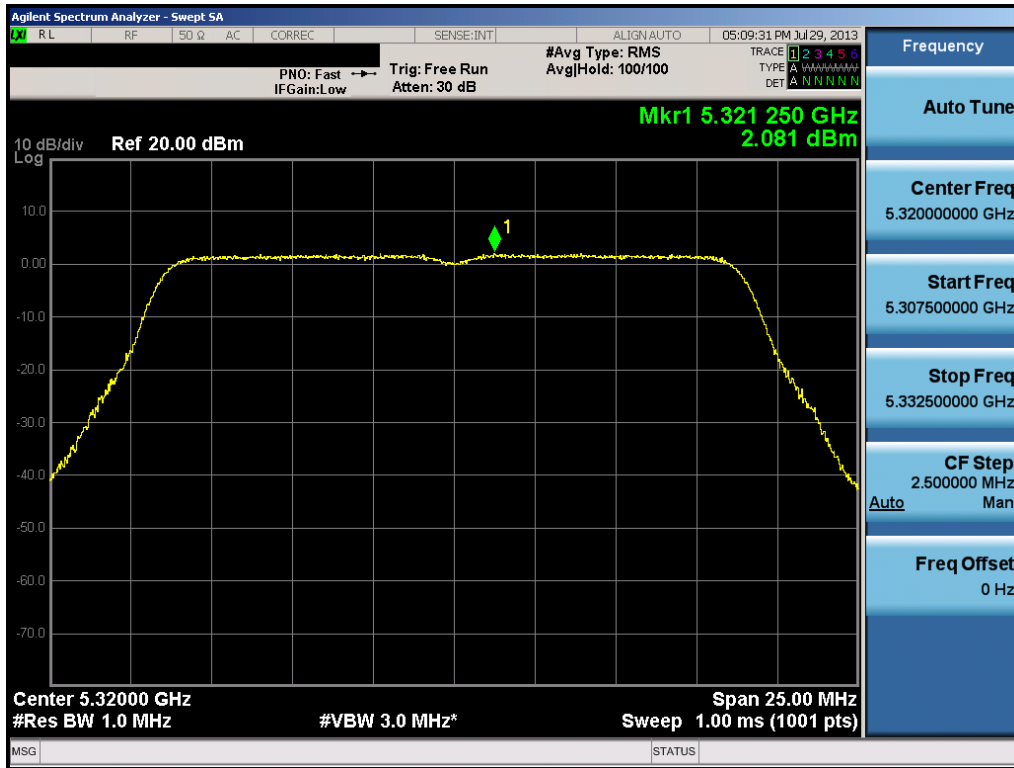 Agilent Spectrum Analyzer - Swept SA
LXI RL RF 50 Ω AC CORREC SENSE:INT ALIGN AUTO 05:09:31 PM Jul 29, 2013
PNO: Fast Trig: Free Run #Avg Type: RMS TRACE 1 2 3 4 5 6
IFGain:Low Atten: 30 dB Avg|Hold: 100/100 TYPE A WWWWW
DET A N N N N N
Mkr1 5.321 250 GHz
2.081 dBm
10 dB/div Ref 20.00 dBm
Log
10.0
0.00
-10.0
-20.0
-30.0
-40.0
-50.0
-60.0
-70.0
1
Center 5.32000 GHz Span 25.00 MHz
#Res BW 1.0 MHz #VBW 3.0 MHz* Sweep 1.00 ms (1001 pts)
MSG STATUS
Frequency
Auto Tune
Center Freq
5.320000000 GHz
Start Freq
5.307500000 GHz
Stop Freq
5.332500000 GHz
CF Step
2.500000 MHz
Auto Man
Freq Offset
0 Hz